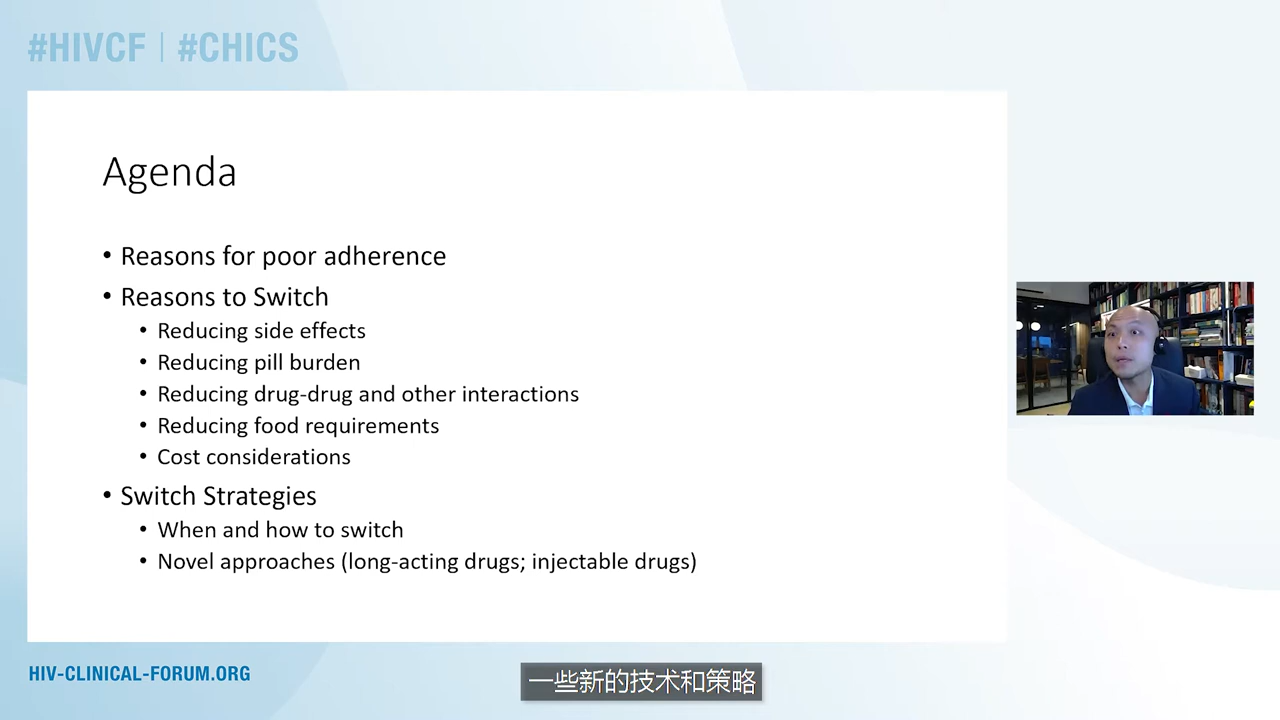 #HIVCF | #CHICS
Agenda
• Reasons for poor adherence
• Reasons to Switch
• Reducing side effects
• Reducing pill burden
• Reducing drug-drug and other interactions
• Reducing food requirements
• Cost considerations
• Switch Strategies
• When and how to switch
• Novel approaches (long-acting drugs; injectable drugs)
HIV-CLINICAL-FORUM.ORG
一些新的技术和策略